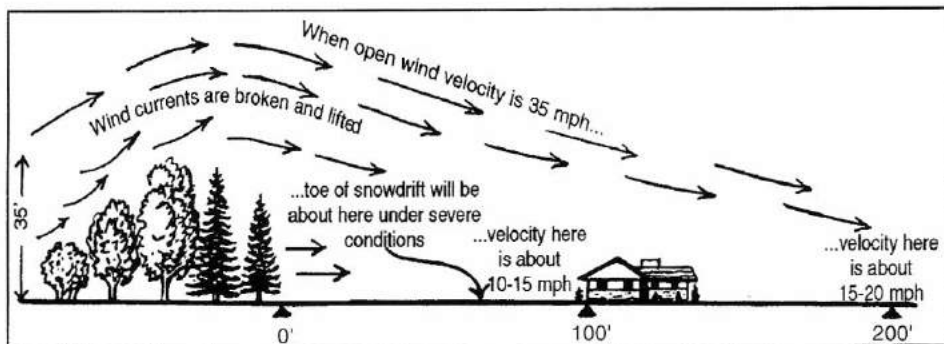 When open wind velocity is 35 mph...
Wind currents are broken and lifted
35'
...toe of snowdrift will be
about here under severe
conditions
...velocity here
is about
10-15 mph
...velocity here
is about
15-20 mph
0'
100'
200'